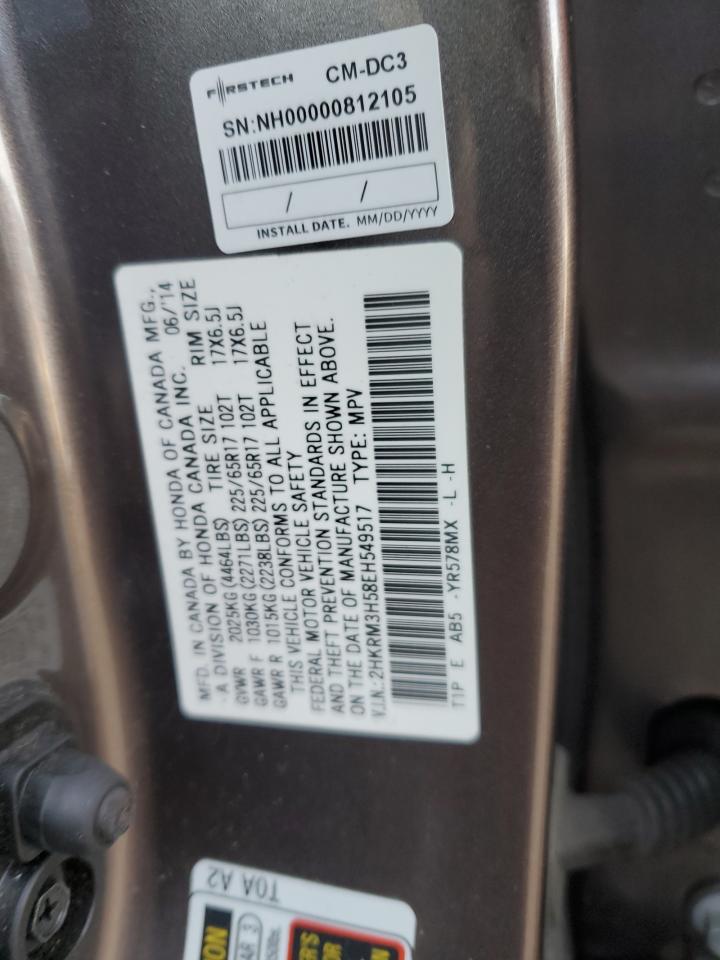 FIRSTECH CM-DC3
SN:NH00000812105
/ /
INSTALL DATE. MM/DD/YYYY
MFD. IN CANADA BY HONDA OF CANADA MFG.,
- A DIVISION OF HONDA CANADA INC. 06/'14
TIRE SIZE RIM SIZE
GVWR 2025KG (4464LBS)
GAWR F 1030KG (2271LBS) 225/65R17 102T 17X6.5J
GAWR R 1015KG (2238LBS) 225/65R17 102T 17X6.5J
THIS VEHICLE CONFORMS TO ALL APPLICABLE
FEDERAL MOTOR VEHICLE SAFETY
AND THEFT PREVENTION STANDARDS IN EFFECT
ON THE DATE OF MANUFACTURE SHOWN ABOVE.
V.I.N.:2HKRM3H58EH549517 TYPE: MPV
T1P E AB5 -YR578MX -L -H
T0A A2